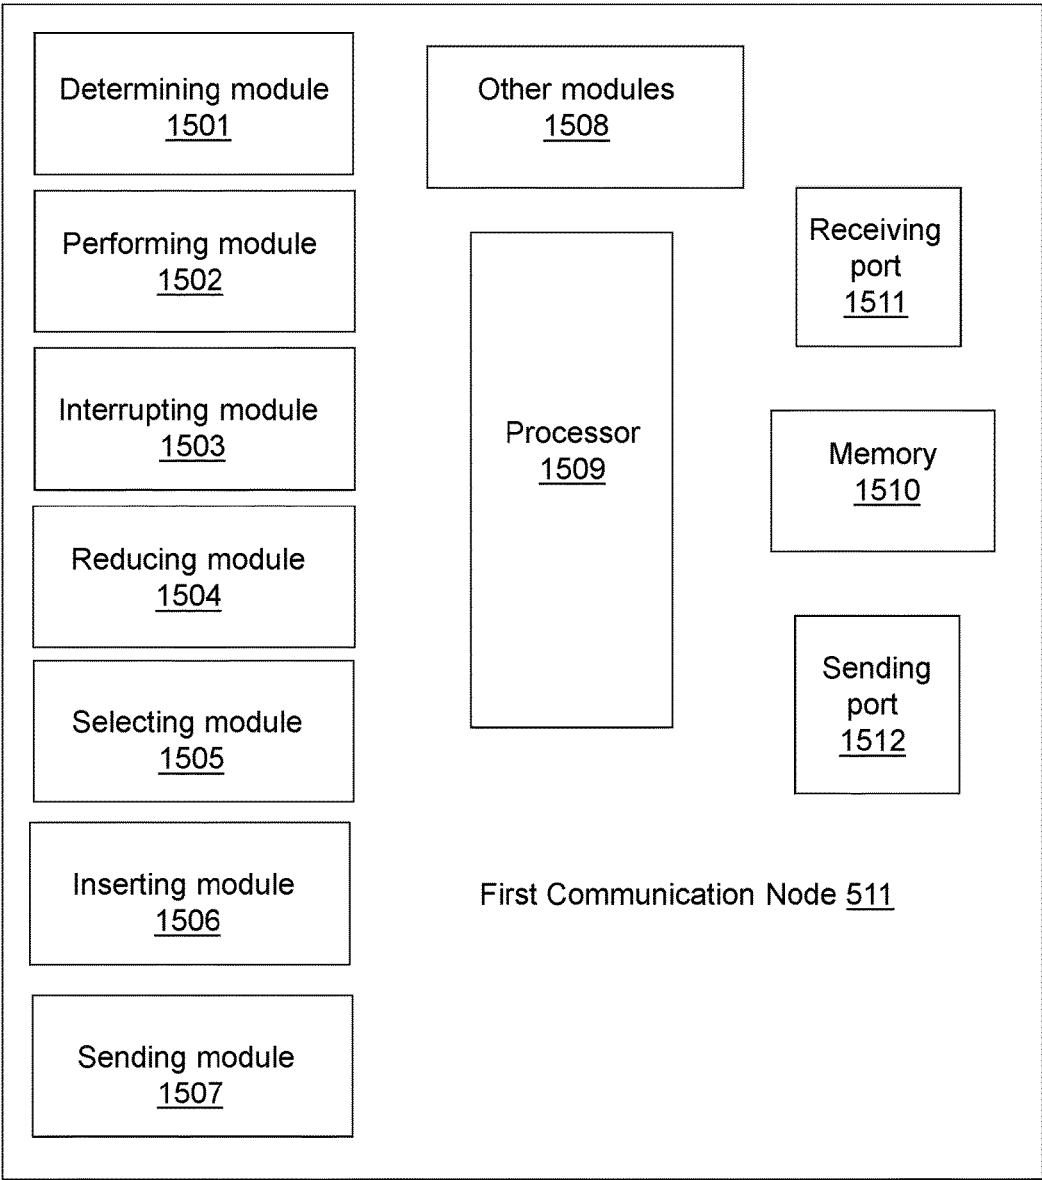 Determining module
1501
Performing module
1502
Interrupting module
1503
Reducing module
1504
Selecting module
1505
Inserting module
1506
Sending module
1507
Other modules
1508
Processor
1509
Receiving
port
1511
Memory
1510
Sending
port
1512
First Communication Node 511